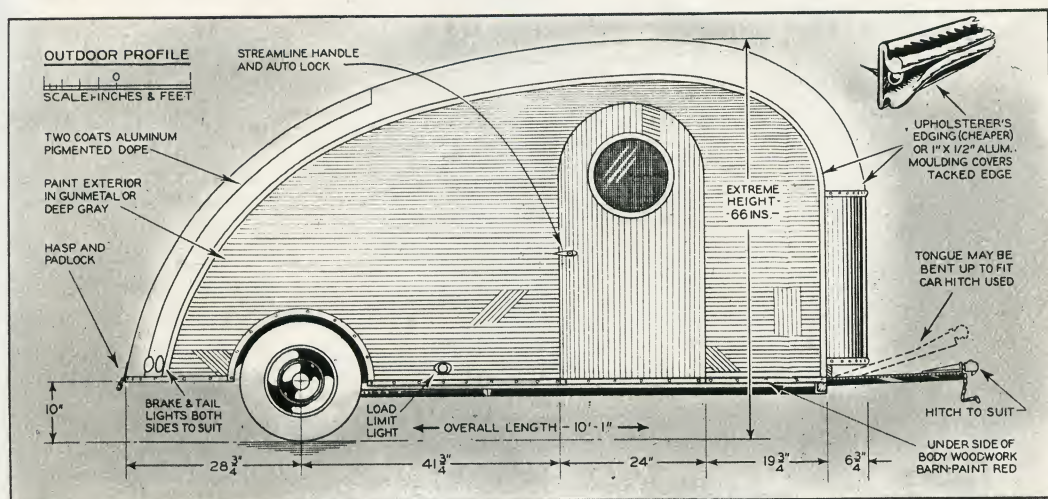 OUTDOOR PROFILE
0
SCALE-INCHES & FEET
STREAMLINE HANDLE
AND AUTO LOCK
TWO COATS ALUMINUM
PIGMENTED DOPE
PAINT EXTERIOR
IN GUNMETAL OR
DEEP GRAY
HASP AND
PADLOCK
UPHOLSTERER'S
EDGING (CHEAPER)
OR 1" X 1/2" ALUM.
MOULDING COVERS
TACKED EDGE
EXTREME
HEIGHT
-66 INS.-
TONGUE MAY BE
BENT UP TO FIT
CAR HITCH USED
10"
BRAKE & TAIL
LIGHTS BOTH
SIDES TO SUIT
LOAD
LIMIT
LIGHT
OVERALL LENGTH - 10'-1"
HITCH TO SUIT
UNDER SIDE OF
BODY WOODWORK
BARN-PAINT RED
28 3/4"
41 3/4"
24"
19 3/4"
6 3/4"